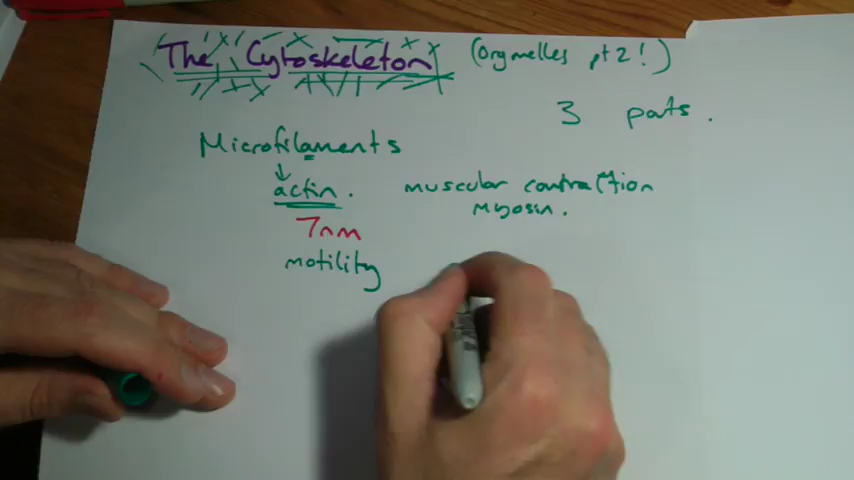 The Cytoskeleton (Organelles pt 2!)
3 parts.
Microfilaments
actin. muscular contraction
myosin.
7nm
motility